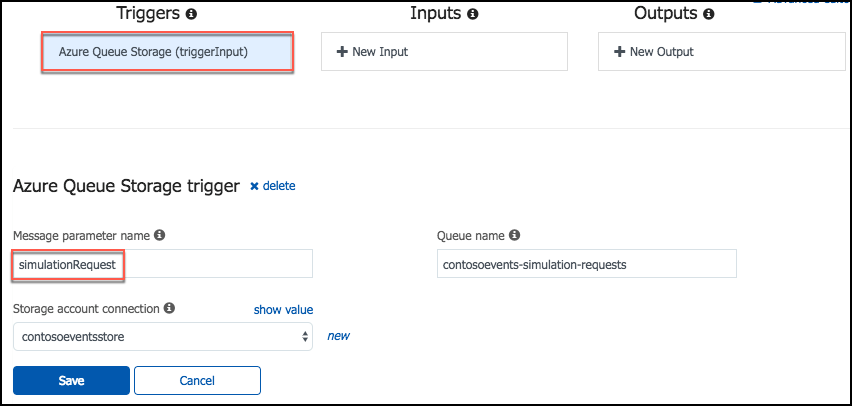 Triggers
Inputs
Outputs
Azure Queue Storage (triggerInput)
New Input
New Output
Azure Queue Storage trigger
delete
Message parameter name
Queue name
simulationRequest
contosoevents-simulation-requests
Storage account connection
show value
contosoeventsstore
new
Save
Cancel